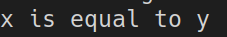 x is equal to y